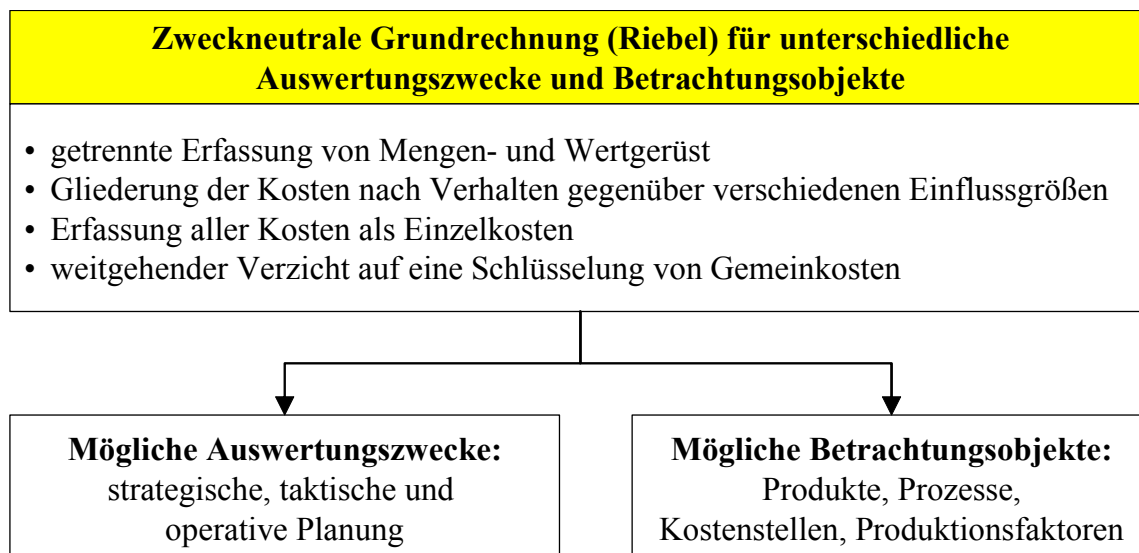 Zweckneutrale Grundrechnung (Riebel) für unterschiedliche
Auswertungszwecke und Betrachtungsobjekte
• getrennte Erfassung von Mengen- und Wertgerüst
• Gliederung der Kosten nach Verhalten gegenüber verschiedenen Einflussgrößen
• Erfassung aller Kosten als Einzelkosten
• weitgehender Verzicht auf eine Schlüsselung von Gemeinkosten
Mögliche Auswertungszwecke:
strategische, taktische und
operative Planung
Mögliche Betrachtungsobjekte:
Produkte, Prozesse,
Kostenstellen, Produktionsfaktoren